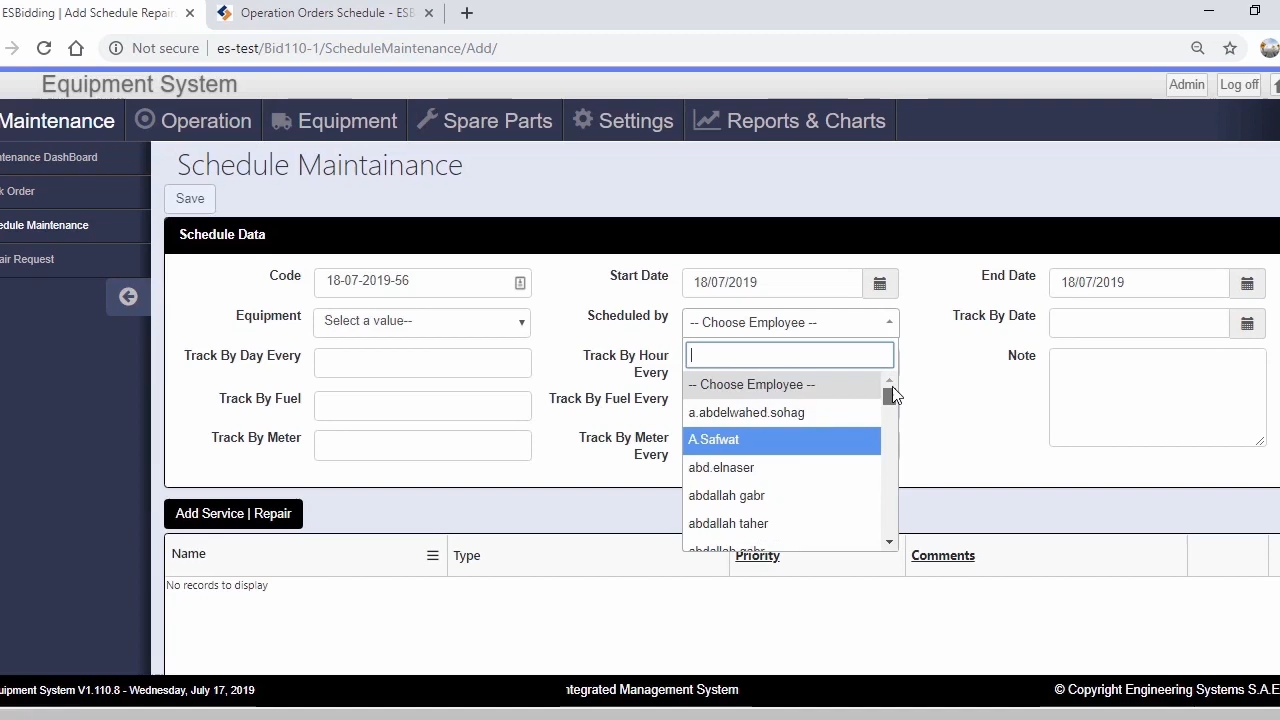 ESBidding | Add Schedule Repair
Operation Orders Schedule - ESB
Not secure
es-test/Bid110-1/ScheduleMaintenance/Add/
Equipment System
Admin
Log off
Maintenance
Operation
Equipment
Spare Parts
Settings
Reports & Charts
ntenance DashBoard
k Order
edule Maintenance
air Request
Schedule Maintainance
Save
Schedule Data
Code
18-07-2019-56
Start Date
18/07/2019
End Date
18/07/2019
Equipment
Select a value--
Scheduled by
-- Choose Employee --
Track By Date
Track By Day Every
Track By Hour
Every
Note
Track By Fuel
Track By Fuel Every
Track By Meter
Track By Meter
Every
-- Choose Employee --
a.abdelwahed.sohag
A.Safwat
abd.elnaser
abdallah gabr
abdallah taher
abdallah gabr
Add Service | Repair
Name
Type
Priority
Comments
No records to display
uipment System V1.110.8 - Wednesday, July 17, 2019
ntegrated Management System
© Copyright Engineering Systems S.A.E